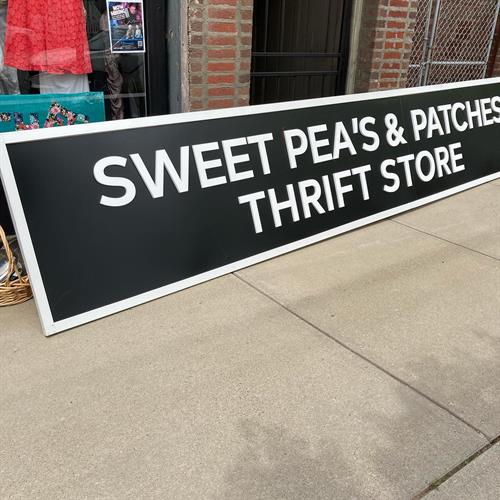 SWEET PEA'S & PATCHES
THRIFT STORE